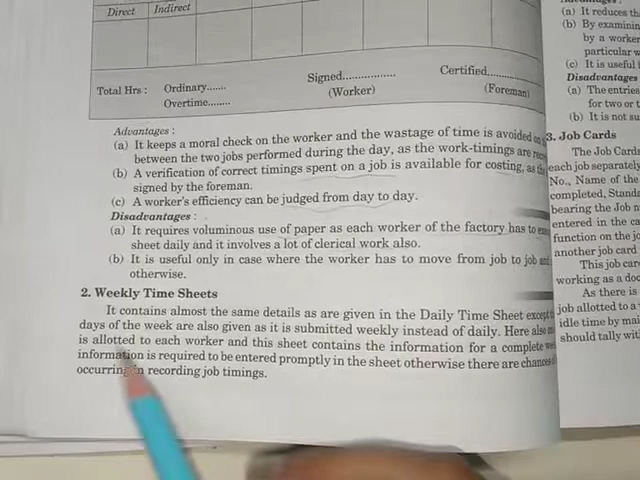 Direct Indirect
Total Hrs : Ordinary....... Signed................ Certified................
Overtime........ (Worker) (Foreman)
Advantages :
(a) It keeps a moral check on the worker and the wastage of time is avoided
between the two jobs performed during the day, as the work-timings are
(b) A verification of correct timings spent on a job is available for costing, as
signed by the foreman.
(c) A worker's efficiency can be judged from day to day.
Disadvantages :
(a) It requires voluminous use of paper as each worker of the factory has to
sheet daily and it involves a lot of clerical work also.
(b) It is useful only in case where the worker has to move from job to job
otherwise.
2. Weekly Time Sheets
It contains almost the same details as are given in the Daily Time Sheet except
days of the week are also given as it is submitted weekly instead of daily. Here also
is allotted to each worker and this sheet contains the information for a complete
information is required to be entered promptly in the sheet otherwise there are chances
occurring in recording job timings.
(a) It reduces
(b) By examinin
by a worker
particular w
(c) It is useful
Disadvantages
(a) The entries
for two or t
(b) It is not su
3. Job Cards
The Job Cards
each job separately
No., Name of the
completed, Standa
bearing the Job
entered in the ca
function on the jo
another job card
This job car
working as a doc
As there is
job allotted to a
idle time by mai
should tally wit